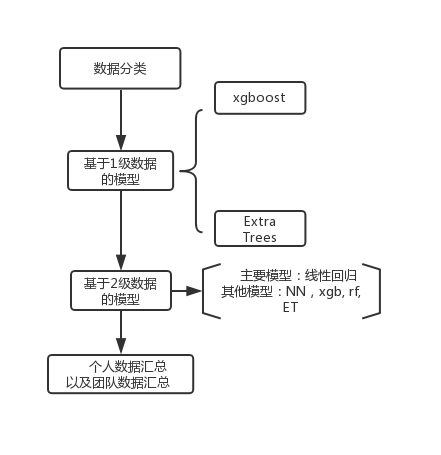 数据分类
xgboost
基于1级数据
的模型
Extra
Trees
基于2级数据
的模型
主要模型：线性回归
其他模型：NN，xgb, rf,
ET
个人数据汇总
以及团队数据汇总